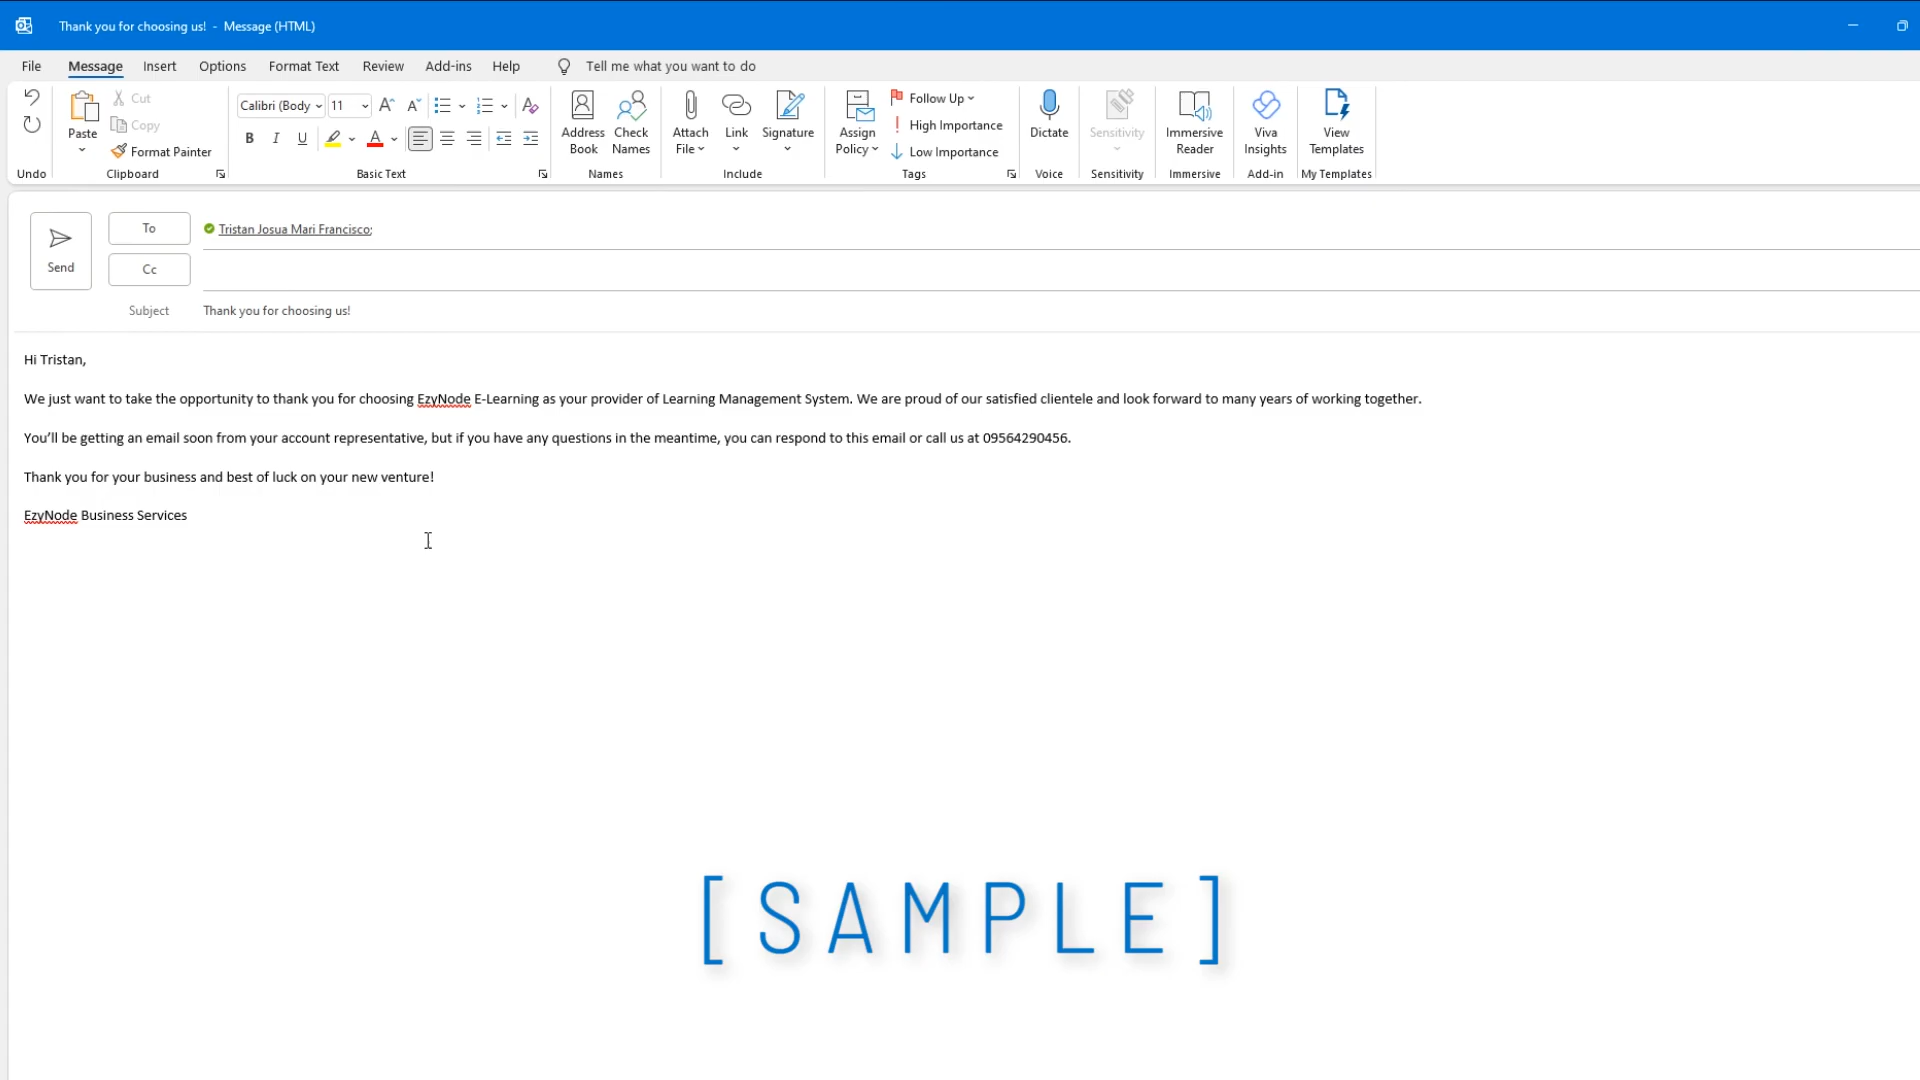 Thank you for choosing us! - Message (HTML)
File Message Insert Options Format Text Review Add-ins Help Tell me what you want to do
Undo
Paste
Cut
Copy
Format Painter
Clipboard
Calibri (Body 11
B I U A
Basic Text
Address Book
Check Names
Names
Attach File
Link
Signature
Include
Assign Policy
Follow Up
High Importance
Low Importance
Tags
Dictate
Voice
Sensitivity
Sensitivity
Immersive Reader
Immersive
Viva Insights
Add-in
View Templates
My Templates
Send
To Tristan Josua Mari Francisco;
Cc
Subject Thank you for choosing us!
Hi Tristan,
We just want to take the opportunity to thank you for choosing EzyNode E-Learning as your provider of Learning Management System. We are proud of our satisfied clientele and look forward to many years of working together.
You’ll be getting an email soon from your account representative, but if you have any questions in the meantime, you can respond to this email or call us at 09564290456.
Thank you for your business and best of luck on your new venture!
EzyNode Business Services
[SAMPLE]